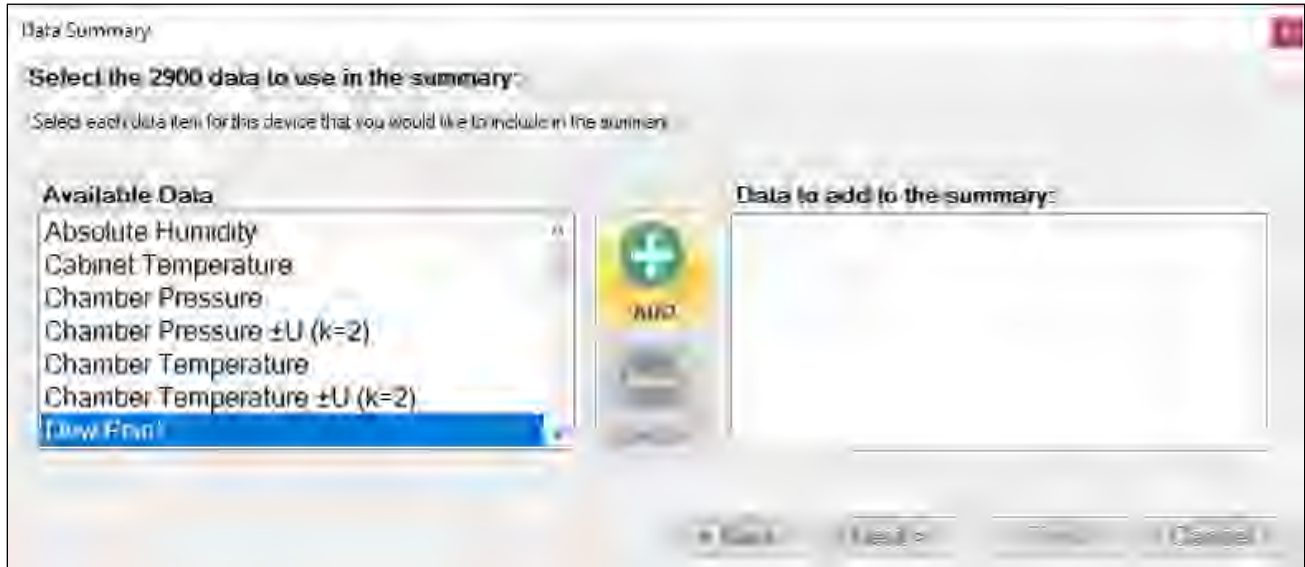 Data Summary
Select the 2900 data to use in the summary:
Select each data item for this device that you would like to include in the summary
Available Data
Data to add to the summary:
Absolute Humidity
Cabinet Temperature
Chamber Pressure
Chamber Pressure ±U (k=2)
Chamber Temperature
Chamber Temperature ±U (k=2)
Dew Point
ADD
< Back Next > Cancel